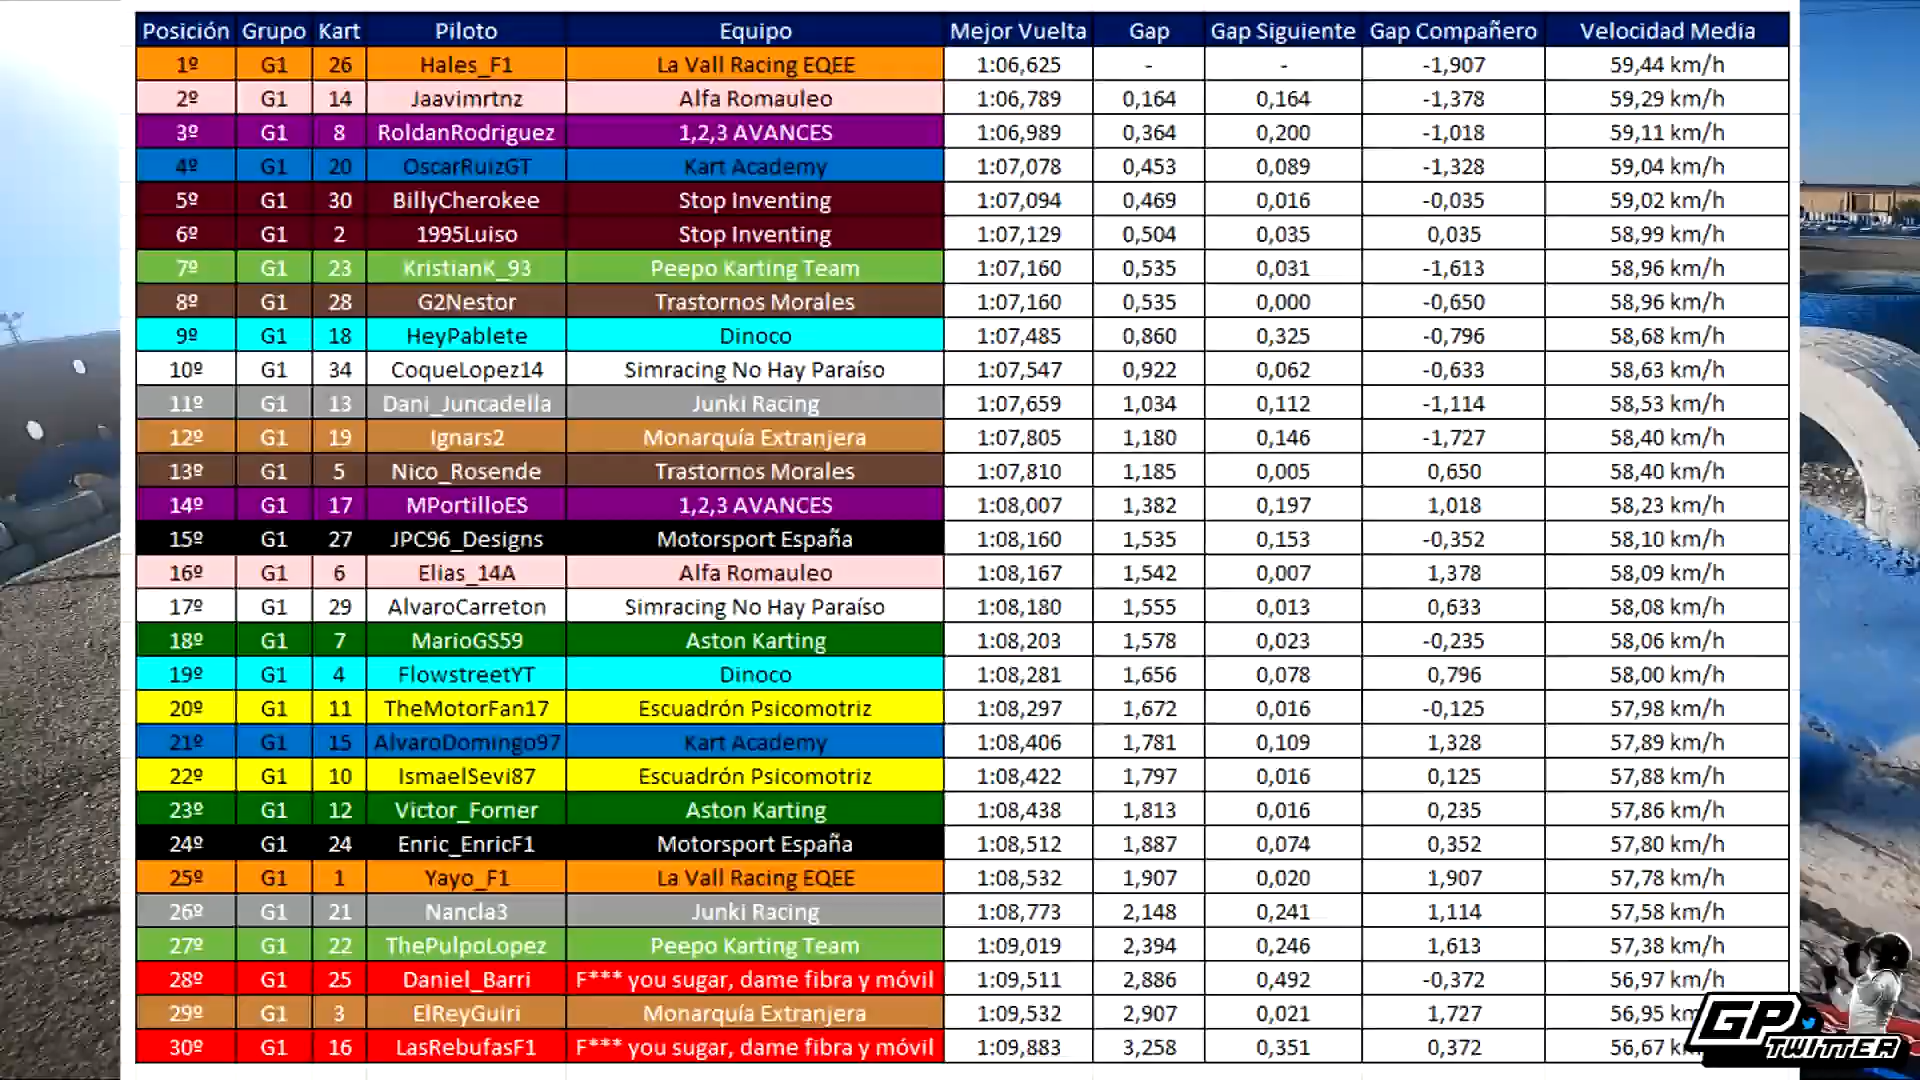 Posición Grupo Kart Piloto Equipo Mejor Vuelta Gap Gap Siguiente Gap Compañero Velocidad Media
1º G1 26 Hales_F1 La Vall Racing EQEE 1:06,625 - - -1,907 59,44 km/h
2º G1 14 Jaavimrtnz Alfa Romauleo 1:06,789 0,164 0,164 -1,378 59,29 km/h
3º G1 8 RoldanRodriguez 1,2,3 AVANCES 1:06,989 0,364 0,200 -1,018 59,11 km/h
4º G1 20 OscarRuizGT Kart Academy 1:07,078 0,453 0,089 -1,328 59,04 km/h
5º G1 30 BillyCherokee Stop Inventing 1:07,094 0,469 0,016 -0,035 59,02 km/h
6º G1 2 1995Luiso Stop Inventing 1:07,129 0,504 0,035 0,035 58,99 km/h
7º G1 23 KristianK_93 Peepo Karting Team 1:07,160 0,535 0,031 -1,613 58,96 km/h
8º G1 28 G2Nestor Trastornos Morales 1:07,160 0,535 0,000 -0,650 58,96 km/h
9º G1 18 HeyPablete Dinoco 1:07,485 0,860 0,325 -0,796 58,68 km/h
10º G1 34 CoqueLopez14 Simracing No Hay Paraíso 1:07,547 0,922 0,062 -0,633 58,63 km/h
11º G1 13 Dani_Juncadella Junki Racing 1:07,659 1,034 0,112 -1,114 58,53 km/h
12º G1 19 Ignars2 Monarquía Extranjera 1:07,805 1,180 0,146 -1,727 58,40 km/h
13º G1 5 Nico_Rosende Trastornos Morales 1:07,810 1,185 0,005 0,650 58,40 km/h
14º G1 17 MPortilloES 1,2,3 AVANCES 1:08,007 1,382 0,197 1,018 58,23 km/h
15º G1 27 JPC96_Designs Motorsport España 1:08,160 1,535 0,153 -0,352 58,10 km/h
16º G1 6 Elias_14A Alfa Romauleo 1:08,167 1,542 0,007 1,378 58,09 km/h
17º G1 29 AlvaroCarreton Simracing No Hay Paraíso 1:08,180 1,555 0,013 0,633 58,08 km/h
18º G1 7 MarioGS59 Aston Karting 1:08,203 1,578 0,023 -0,235 58,06 km/h
19º G1 4 FlowstreetYT Dinoco 1:08,281 1,656 0,078 0,796 58,00 km/h
20º G1 11 TheMotorFan17 Escuadrón Psicomotriz 1:08,297 1,672 0,016 -0,125 57,98 km/h
21º G1 15 AlvaroDomingo97 Kart Academy 1:08,406 1,781 0,109 1,328 57,89 km/h
22º G1 10 IsmaelSevi87 Escuadrón Psicomotriz 1:08,422 1,797 0,016 0,125 57,88 km/h
23º G1 12 Victor_Forner Aston Karting 1:08,438 1,813 0,016 0,235 57,86 km/h
24º G1 24 Enric_EnricF1 Motorsport España 1:08,512 1,887 0,074 0,352 57,80 km/h
25º G1 1 Yayo_F1 La Vall Racing EQEE 1:08,532 1,907 0,020 1,907 57,78 km/h
26º G1 21 Nancla3 Junki Racing 1:08,773 2,148 0,241 1,114 57,58 km/h
27º G1 22 ThePulpoLopez Peepo Karting Team 1:09,019 2,394 0,246 1,613 57,38 km/h
28º G1 25 Daniel_Barri F*** you sugar, dame fibra y móvil 1:09,511 2,886 0,492 -0,372 56,97 km/h
29º G1 3 ElReyGuiri Monarquía Extranjera 1:09,532 2,907 0,021 1,727 56,95
30º G1 16 LasRebufasF1 F*** you sugar, dame fibra y móvil 1:09,883 3,258 0,351 0,372 56,67
GP
TWITTER